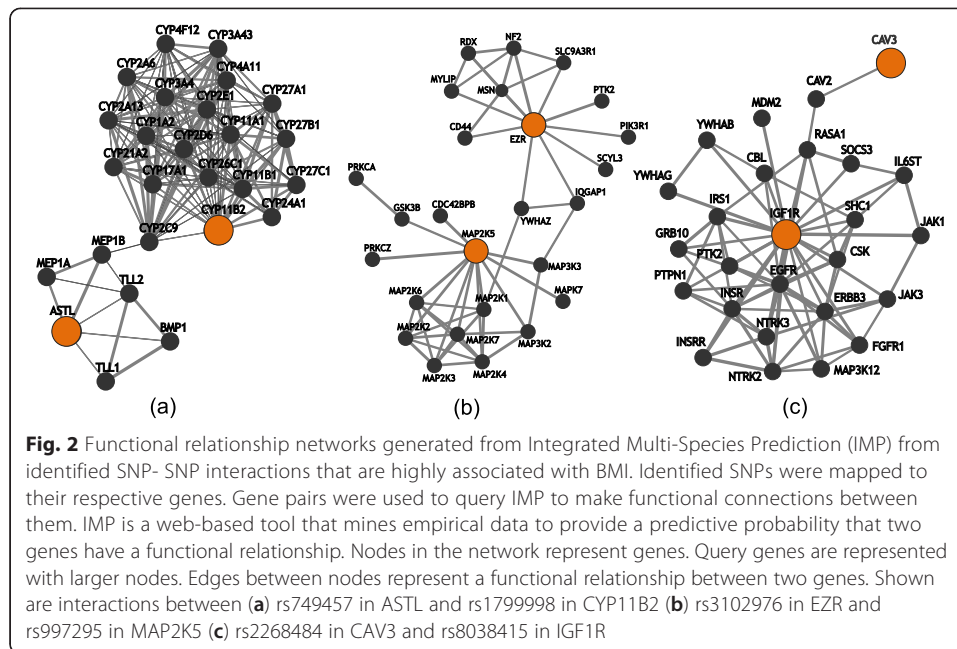 CYP4F12
CYP3A43
CYP2A6
CYP4A11
CYP3A4
CYP2E1
CYP27A1
CYP2A13
CYP1A2
CYP11A1
CYP2D6
CYP27B1
CYP21A2
CYP26C1
CYP17A1
CYP11B1
CYP27C1
CYP24A1
CYP11B2
CYP2C9
MEP1B
MEP1A
TLL2
ASTL
BMP1
TLL1
(a)
RDX
NF2
SLC9A3R1
MYLIP
MSN
PTK2
CD44
EZR
PIK3R1
SCYL3
PRKCA
IQGAP1
GSK3B
CDC42BPB
YWHAZ
MAP2K5
PRKCZ
MAP3K3
MAP2K6
MAP2K1
MAPK7
MAP2K2
MAP2K7
MAP3K2
MAP2K3
MAP2K4
(b)
CAV3
CAV2
MDM2
YWHAB
RASA1
SOCS3
CBL
IL6ST
YWHAG
IRS1
IGF1R
SHC1
GRB10
JAK1
PTK2
CSK
PTPN1
EGFR
INSR
ERBB3
JAK3
NTRK3
INSRR
FGFR1
NTRK2
MAP3K12
(c)
Fig. 2 Functional relationship networks generated from Integrated Multi-Species Prediction (IMP) from
identified SNP- SNP interactions that are highly associated with BMI. Identified SNPs were mapped to
their respective genes. Gene pairs were used to query IMP to make functional connections between
them. IMP is a web-based tool that mines empirical data to provide a predictive probability that two
genes have a functional relationship. Nodes in the network represent genes. Query genes are represented
with larger nodes. Edges between nodes represent a functional relationship between two genes. Shown
are interactions between (a) rs749457 in ASTL and rs1799998 in CYP11B2 (b) rs3102976 in EZR and
rs997295 in MAP2K5 (c) rs2268484 in CAV3 and rs8038415 in IGF1R